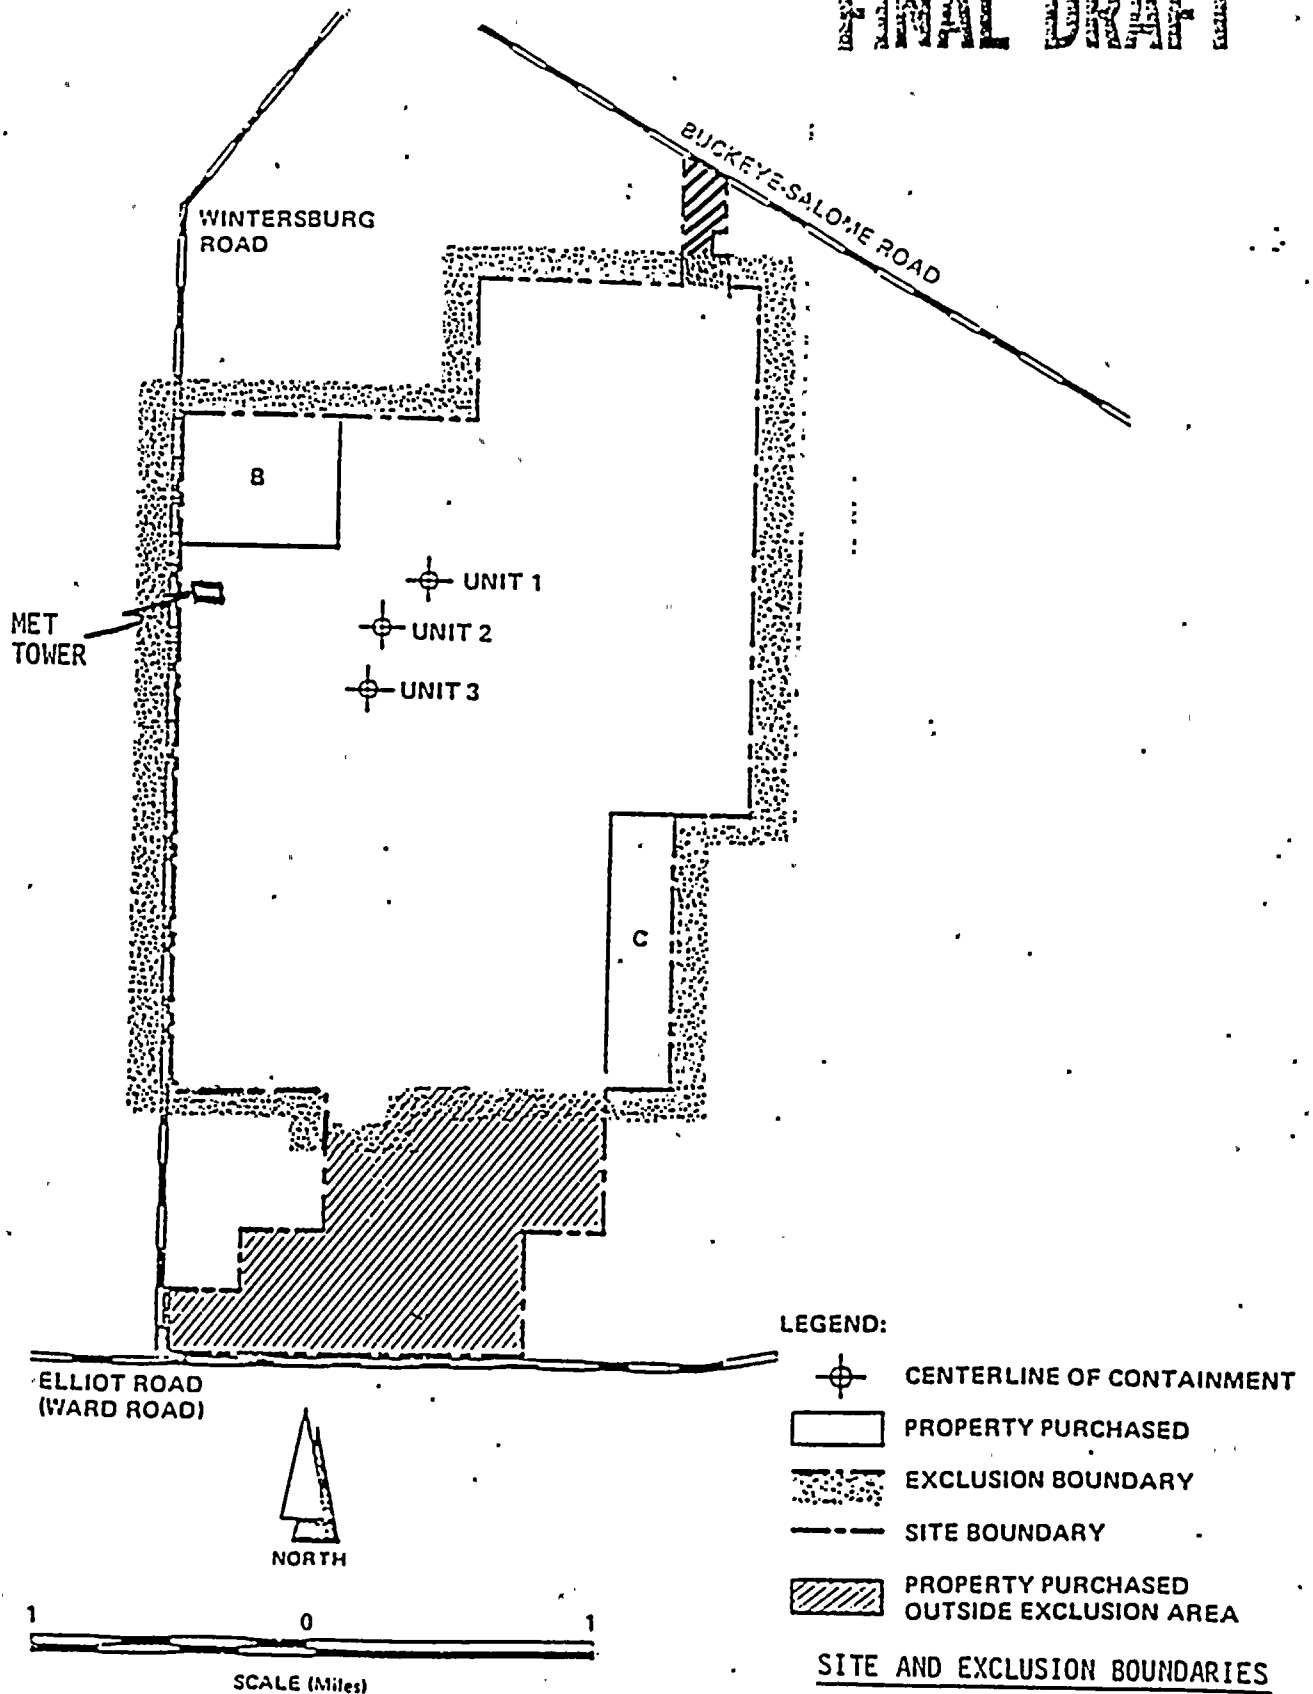 FINAL DRAFT
BUCKEYE-SALOME ROAD
WINTERSBURG
ROAD
B
UNIT 1
MET
TOWER
UNIT 2
UNIT 3
C
LEGEND:
CENTERLINE OF CONTAINMENT
ELLIOT ROAD
(WARD ROAD)
PROPERTY PURCHASED
EXCLUSION BOUNDARY
SITE BOUNDARY
NORTH
PROPERTY PURCHASED
OUTSIDE EXCLUSION AREA
1 0 1
SCALE (Miles)
SITE AND EXCLUSION BOUNDARIES